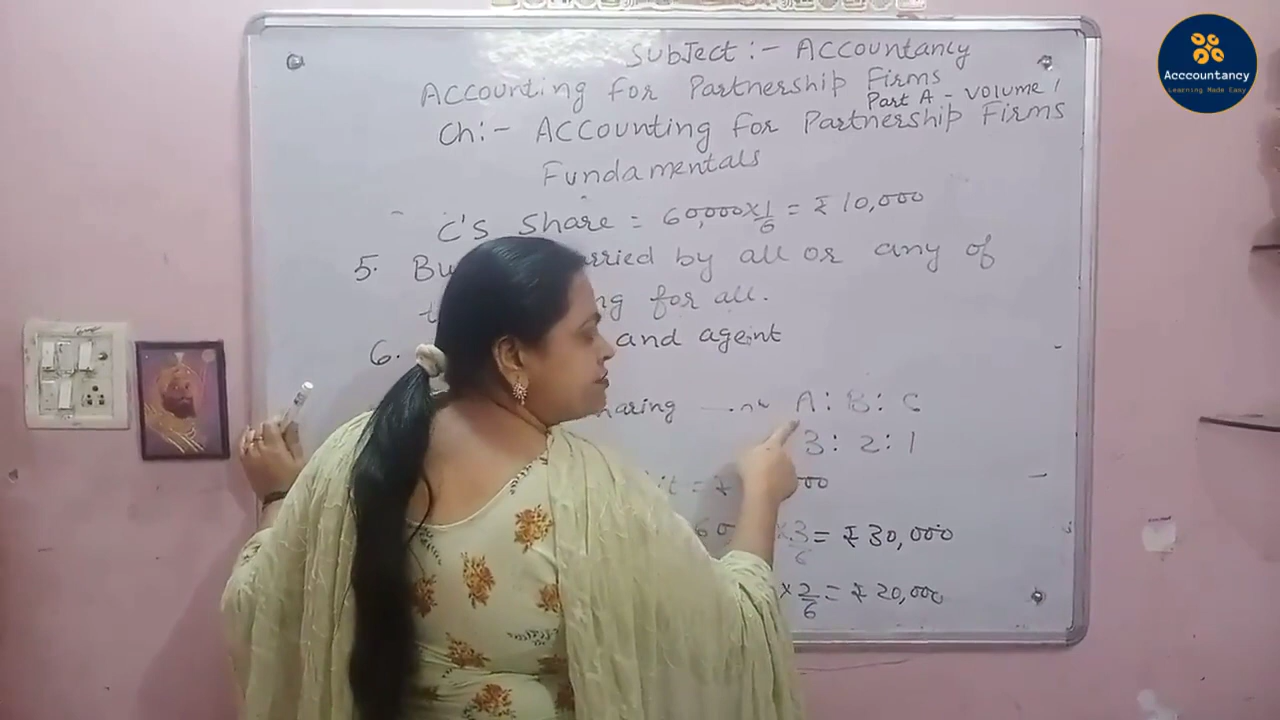 Subject :- Accountancy
Accounting for Partnership Firms
Part A - Volume 1
Ch:- Accounting for Partnership Firms
Fundamentals
C's Share = 60,000 x 1/6 = ₹ 10,000
5. by all or any of
for all.
6. and agent
A : B : C
3 : 2 : 1
x 3/6 = ₹ 30,000
x 2/6 = ₹ 20,000
Acccountancy
Learning Made Easy